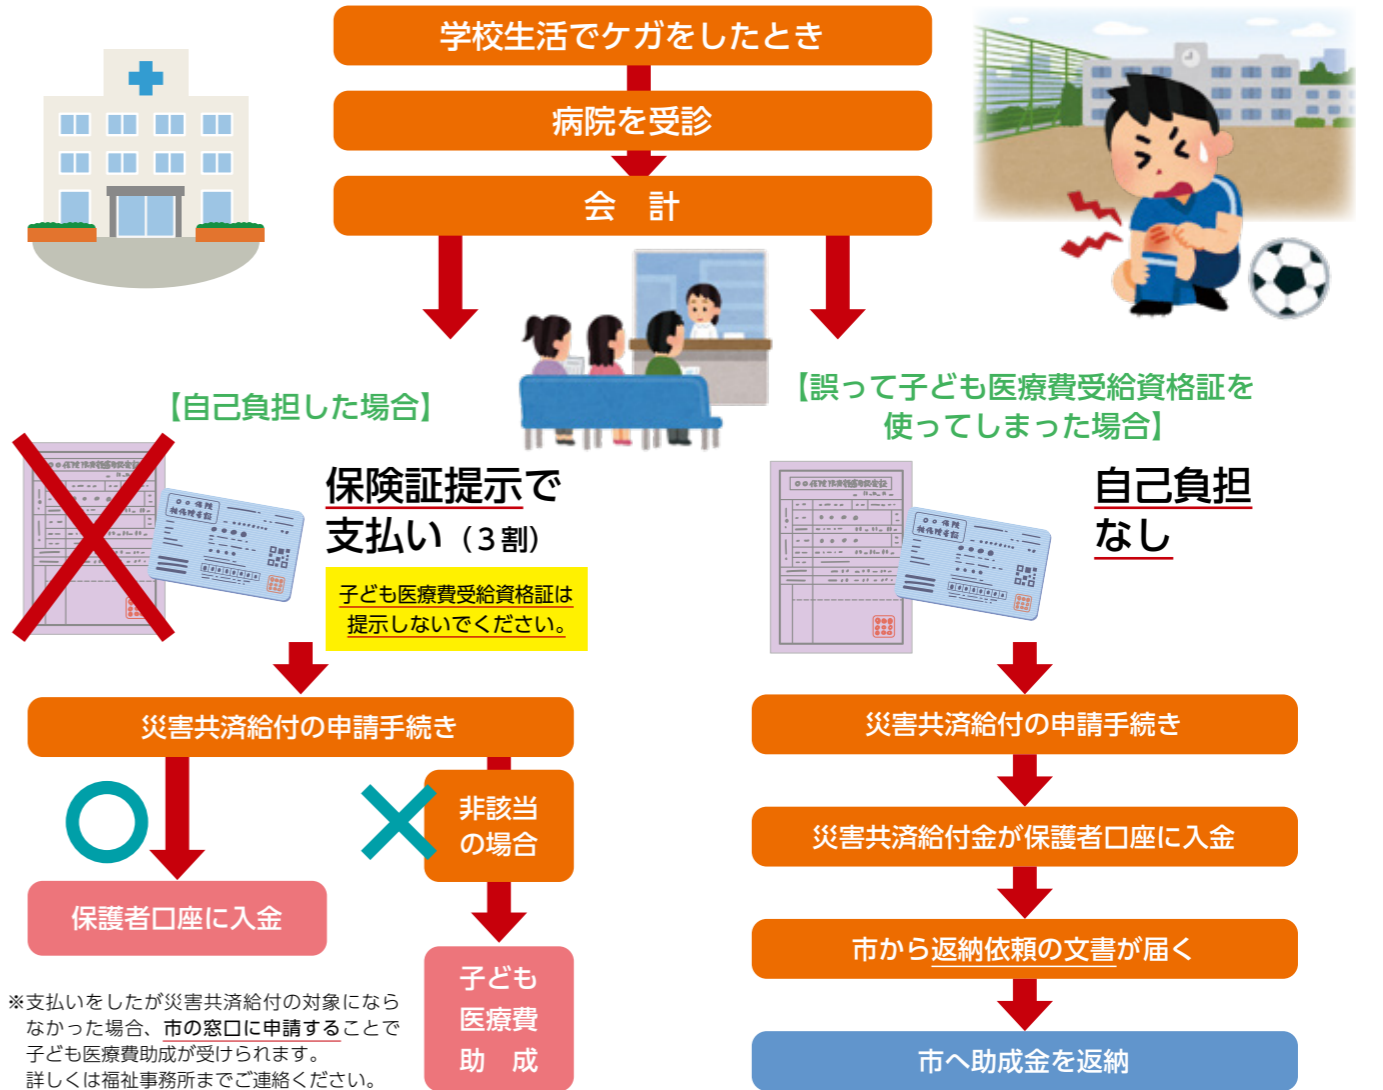 学校生活でケガをしたとき
病院を受診
会　計
【自己負担した場合】
【誤って子ども医療費受給資格証を
使ってしまった場合】
保険証提示で
支払い（３割）
子ども医療費受給資格証は
提示しないでください。
自己負担
なし
災害共済給付の申請手続き
非該当
の場合
保護者口座に入金
子ども
医療費
助　成
※支払いをしたが災害共済給付の対象になら
なかった場合、市の窓口に申請することで
子ども医療費助成が受けられます。
詳しくは福祉事務所までご連絡ください。
災害共済給付の申請手続き
災害共済給付金が保護者口座に入金
市から返納依頼の文書が届く
市へ助成金を返納